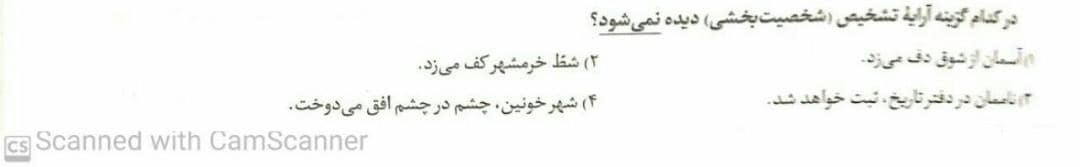 در کدام گزینه آرایهٔ تشخیص (شخصیت‌بخشی) دیده نمی‌شود؟
۱) آسمان از شوق دف می‌زد.
۲) شطّ خرمشهر کف می‌زد.
۳) ناممان در دفتر تاریخ، ثبت خواهد شد.
۴) شهر خونین، چشم در چشم افق می‌دوخت.
CS Scanned with CamScanner